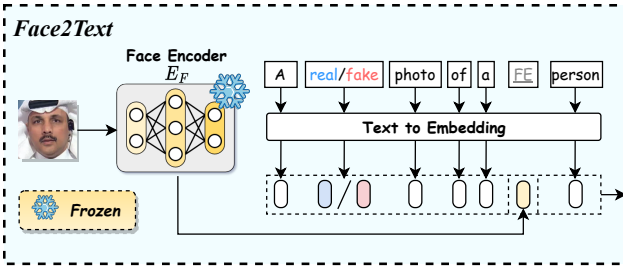 Face2Text
Face Encoder
E_F
A real/fake photo of a FE person
Text to Embedding
/
Frozen